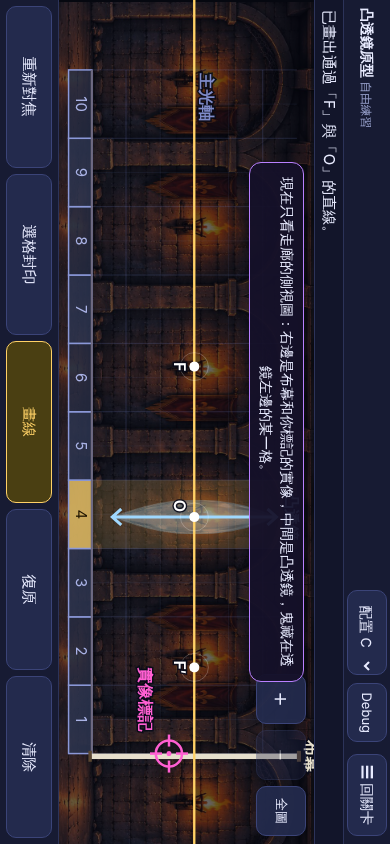 凸透鏡原型 自由練習
配置 C
Debug
回關卡
已畫出通過「F」與「O」的直線。
現在只看走廊的側視圖：右邊是布幕和你標記的實像，中間是凸透鏡，鬼藏在透
鏡左邊的某一格。
布幕
＋
－
全圖
主光軸
F
O
F′
實像標記
10 9 8 7 6 5 4 3 2 1
重新對焦
選格封印
畫線
復原
清除